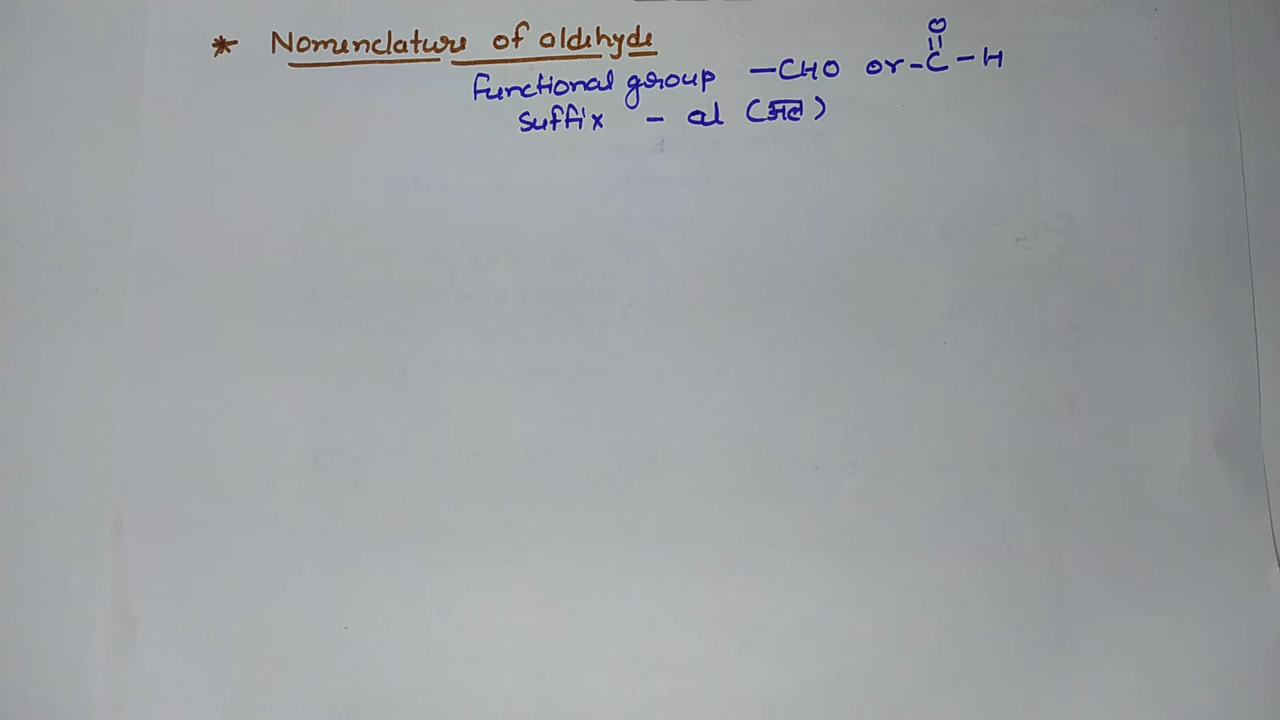 * Nomenclature of aldehyde
Functional group -CHO or -C-H
O
||
Suffix - al (अल)